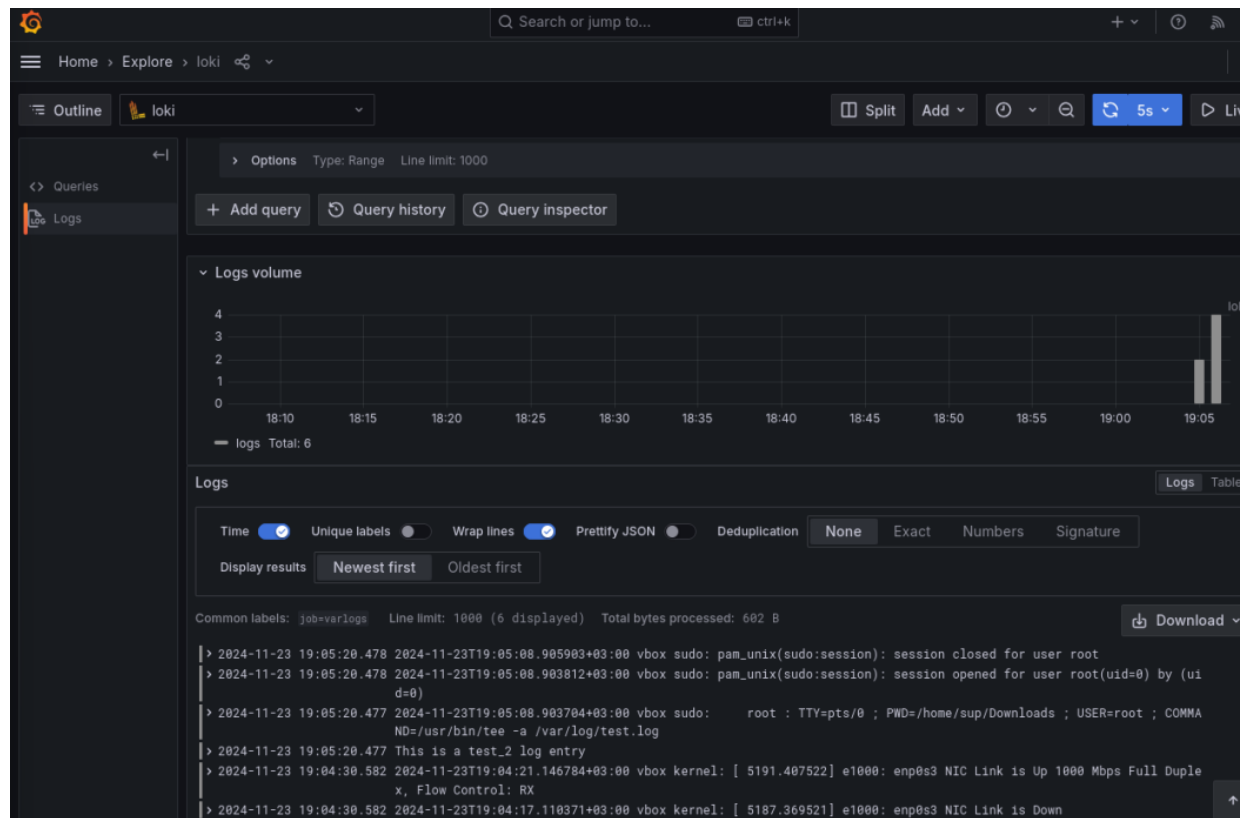 Search or jump to... ctrl+k
Home › Explore › loki
Outline loki Split Add 5s Li
Options Type: Range Line limit: 1000
Queries
+ Add query Query history Query inspector
Logs
Logs volume
4
3
2
1
0
18:10 18:15 18:20 18:25 18:30 18:35 18:40 18:45 18:50 18:55 19:00 19:05
logs Total: 6
Logs Logs Table
Time Unique labels Wrap lines Prettify JSON Deduplication None Exact Numbers Signature
Display results Newest first Oldest first
Common labels: job=varlogs Line limit: 1000 (6 displayed) Total bytes processed: 602 B
Download
> 2024-11-23 19:05:20.478 2024-11-23T19:05:08.905903+03:00 vbox sudo: pam_unix(sudo:session): session closed for user root
> 2024-11-23 19:05:20.478 2024-11-23T19:05:08.903812+03:00 vbox sudo: pam_unix(sudo:session): session opened for user root(uid=0) by (ui
d=0)
> 2024-11-23 19:05:20.477 2024-11-23T19:05:08.903704+03:00 vbox sudo: root : TTY=pts/0 ; PWD=/home/sup/Downloads ; USER=root ; COMMA
ND=/usr/bin/tee -a /var/log/test.log
> 2024-11-23 19:05:20.477 This is a test_2 log entry
> 2024-11-23 19:04:30.582 2024-11-23T19:04:21.146784+03:00 vbox kernel: [ 5191.407522] e1000: enp0s3 NIC Link is Up 1000 Mbps Full Duple
x, Flow Control: RX
> 2024-11-23 19:04:30.582 2024-11-23T19:04:17.110371+03:00 vbox kernel: [ 5187.369521] e1000: enp0s3 NIC Link is Down